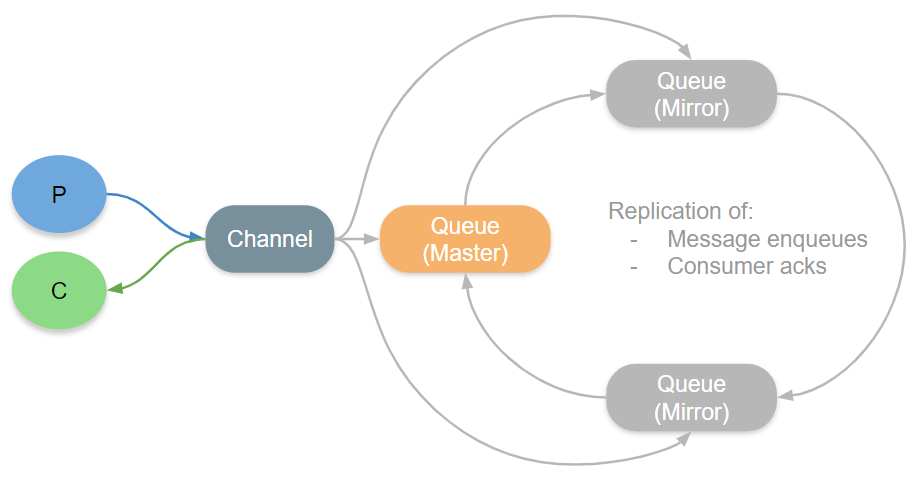 P
C
Channel
Queue
(Master)
Queue
(Mirror)
Replication of:
- Message enqueues
- Consumer acks
Queue
(Mirror)